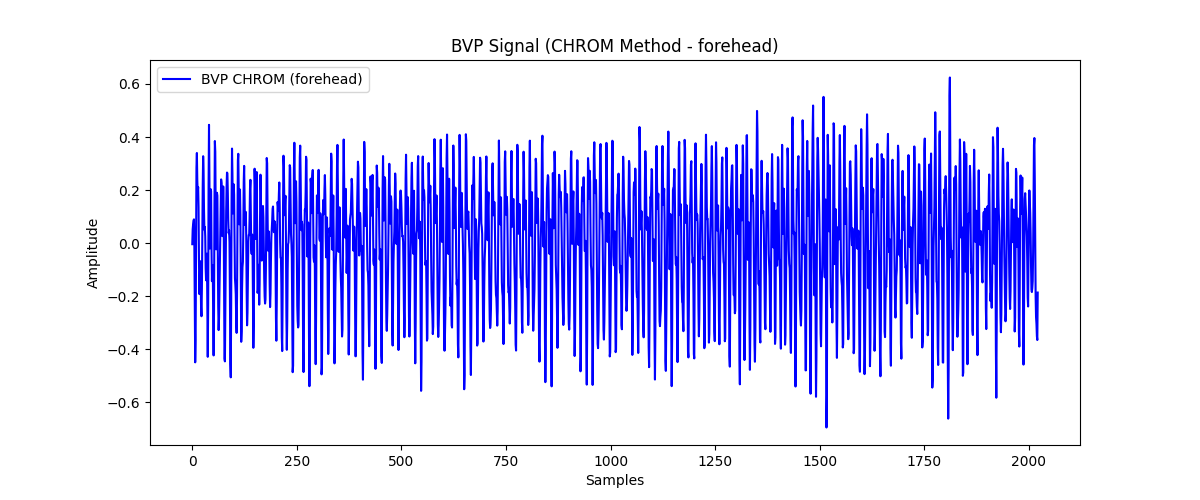 BVP Signal (CHROM Method - forehead)
BVP CHROM (forehead)
0.6
0.4
0.2
0.0
−0.2
−0.4
−0.6
Amplitude
0 250 500 750 1000 1250 1500 1750 2000
Samples